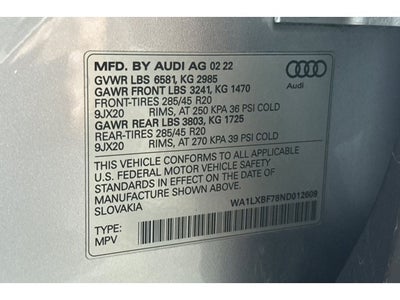 MFD. BY AUDI AG 02 22
GVWR LBS 6581, KG 2985
GAWR FRONT LBS 3241, KG 1470
FRONT-TIRES 285/45 R20
9JX20 RIMS, AT 250 KPA 36 PSI COLD
GAWR REAR LBS 3803, KG 1725
REAR-TIRES 285/45 R20
9JX20 RIMS, AT 270 KPA 39 PSI COLD
Audi
THIS VEHICLE CONFORMS TO ALL APPLICABLE
U.S. FEDERAL MOTOR VEHICLE SAFETY
STANDARDS IN EFFECT ON THE DATE OF
MANUFACTURE SHOWN ABOVE
SLOVAKIA
WA1LXBF78ND012609
TYPE:
MPV